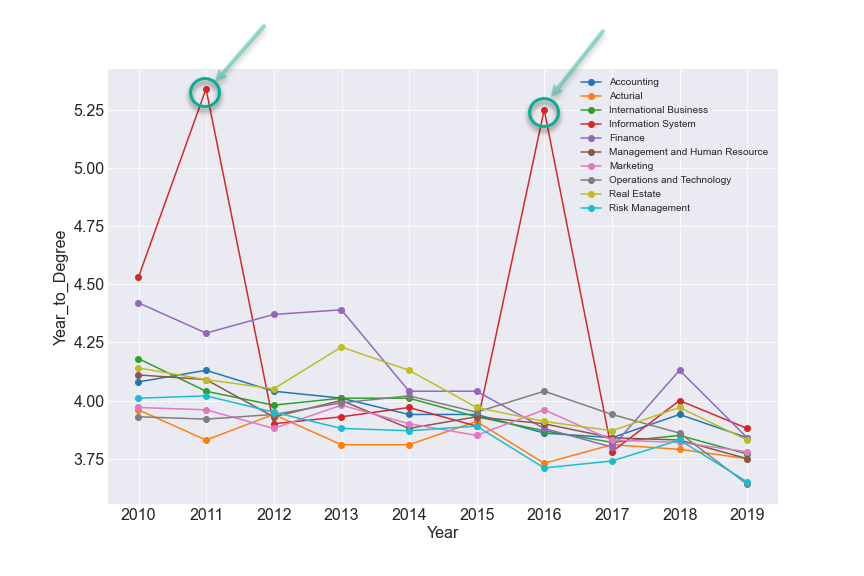 Accounting
Acturial
International Business
Information System
Finance
Management and Human Resource
Marketing
Operations and Technology
Real Estate
Risk Management
5.25
5.00
4.75
4.50
4.25
4.00
3.75
Year_to_Degree
2010 2011 2012 2013 2014 2015 2016 2017 2018 2019
Year